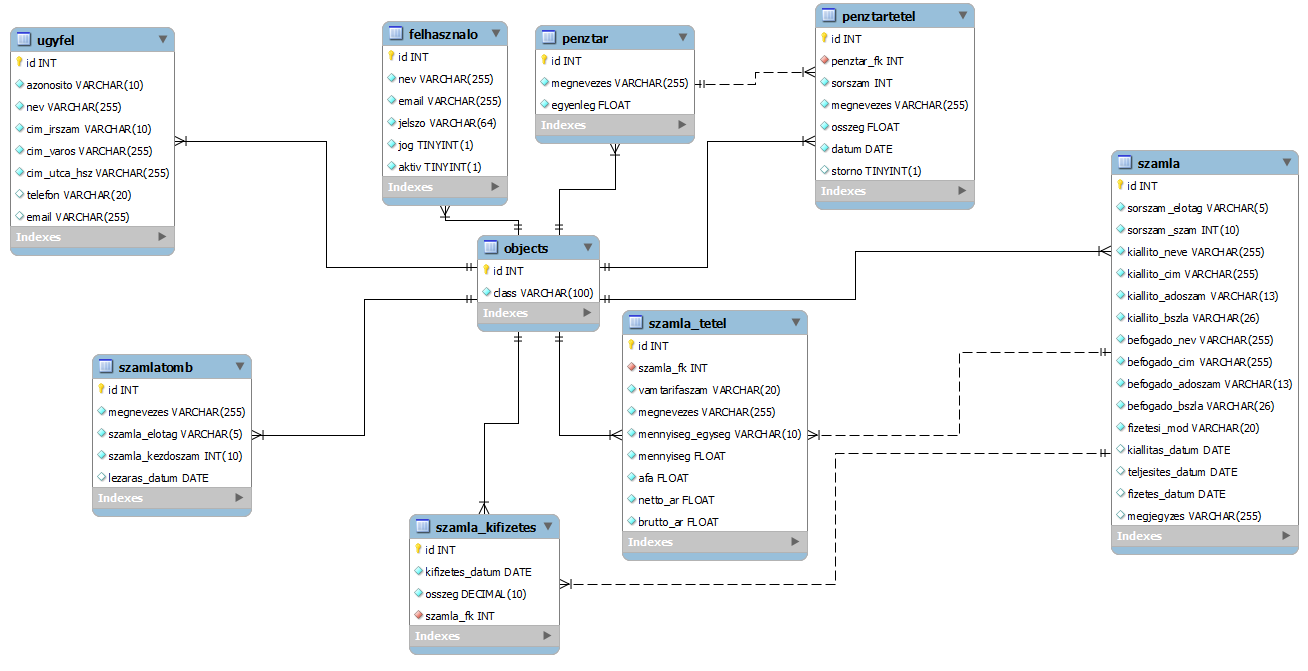 ugyfel
id INT
azonosito VARCHAR(10)
nev VARCHAR(255)
cim_irszam VARCHAR(10)
cim_varos VARCHAR(255)
cim_utca_hsz VARCHAR(255)
telefon VARCHAR(20)
email VARCHAR(255)
Indexes
felhasznalo
id INT
nev VARCHAR(255)
email VARCHAR(255)
jelszo VARCHAR(64)
jog TINYINT(1)
aktiv TINYINT(1)
Indexes
penztar
id INT
megnevezes VARCHAR(255)
egyenleg FLOAT
Indexes
penztartetel
id INT
penztar_fk INT
sorszam INT
megnevezes VARCHAR(255)
osszeg FLOAT
datum DATE
storno TINYINT(1)
Indexes
objects
id INT
class VARCHAR(100)
Indexes
szamla
id INT
sorszam_elotag VARCHAR(5)
sorszam_szam INT(10)
kiallito_neve VARCHAR(255)
kiallito_cim VARCHAR(255)
kiallito_adoszam VARCHAR(13)
kiallito_bszla VARCHAR(26)
befogado_nev VARCHAR(255)
befogado_cim VARCHAR(255)
befogado_adoszam VARCHAR(13)
befogado_bszla VARCHAR(26)
fizetesi_mod VARCHAR(20)
kiallitas_datum DATE
teljesites_datum DATE
fizetes_datum DATE
megjegyzes VARCHAR(255)
Indexes
szamlatomb
id INT
megnevezes VARCHAR(255)
szamla_elotag VARCHAR(5)
szamla_kezdoszam INT(10)
lezaras_datum DATE
Indexes
szamla_tetel
id INT
szamla_fk INT
vamtarifaszam VARCHAR(20)
megnevezes VARCHAR(255)
mennyiseg_egyseg VARCHAR(10)
mennyiseg FLOAT
afa FLOAT
netto_ar FLOAT
brutto_ar FLOAT
Indexes
szamla_kifizetes
id INT
kifizetes_datum DATE
osszeg DECIMAL(10)
szamla_fk INT
Indexes